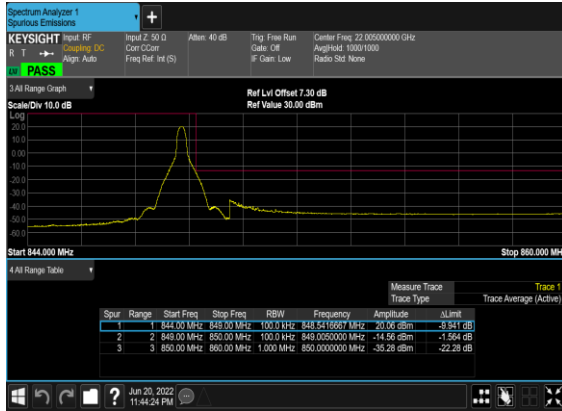 Spectrum Analyzer 1
Spurious Emissions
+
KEYSIGHT Input: RF Input Z: 50 Ω Atten: 40 dB Trig: Free Run Center Freq: 22.005000000 GHz
R T Coupling: DC Corr CCorr Gate: Off Avg|Hold: 1000/1000
Align: Auto Freq Ref: Int (S) IF Gain: Low Radio Std: None
PASS
3 All Range Graph
Ref Lvl Offset 7.30 dB
Scale/Div 10.0 dB Ref Value 30.00 dBm
Log
20.0
10.0
0.00
-10.0
-20.0
-30.0
-40.0
-50.0
-60.0
Start 844.000 MHz Stop 860.000 MHz
4 All Range Table
Measure Trace Trace 1
Trace Type Trace Average (Active)
Spur Range Start Freq Stop Freq RBW Frequency Amplitude ΔLimit
1 1 844.00 MHz 849.00 MHz 100.0 kHz 848.5416667 MHz 20.06 dBm -9.941 dB
2 2 849.00 MHz 850.00 MHz 100.0 kHz 849.0050000 MHz -14.56 dBm -1.564 dB
3 3 850.00 MHz 860.00 MHz 1.000 MHz 850.0000000 MHz -35.28 dBm -22.28 dB
? Jun 20, 2022
11:44:24 PM